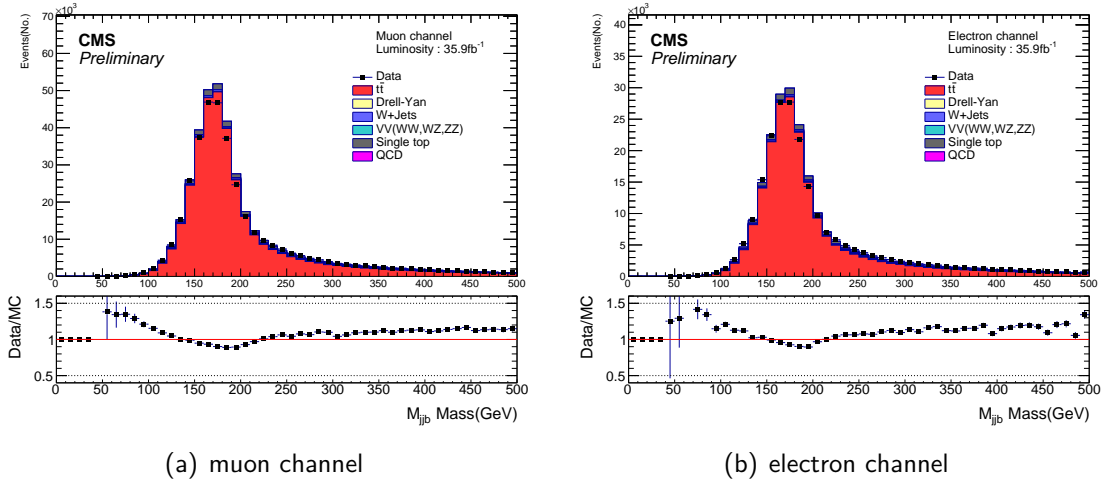 ×10³
70
60
50
40
30
20
10
0
Events(No.)
CMS
Preliminary
Muon channel
Luminosity : 35.9fb⁻¹
Data
tt̄
Drell-Yan
W+Jets
VV(WW,WZ,ZZ)
Single top
QCD
0 50 100 150 200 250 300 350 400 450 500
Data/MC
1.5
1
0.5
0 50 100 150 200 250 300 350 400 450 500
M_jjb Mass(GeV)
(a) muon channel
×10³
40
35
30
25
20
15
10
5
0
Events(No.)
CMS
Preliminary
Electron channel
Luminosity : 35.9fb⁻¹
Data
tt̄
Drell-Yan
W+Jets
VV(WW,WZ,ZZ)
Single top
QCD
0 50 100 150 200 250 300 350 400 450 500
Data/MC
1.5
1
0.5
0 50 100 150 200 250 300 350 400 450 500
M_jjb Mass(GeV)
(b) electron channel